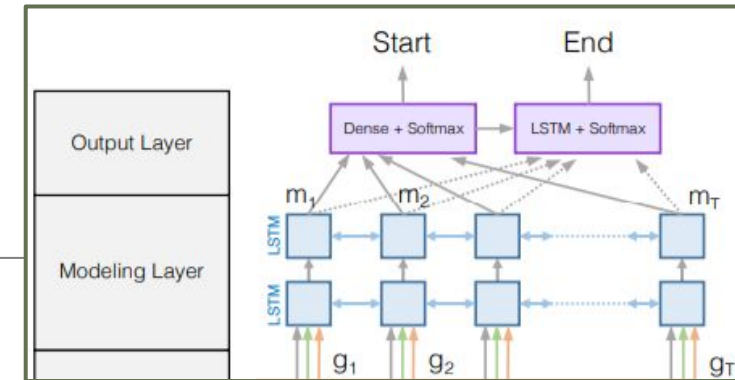 Start End
Output Layer
Dense + Softmax LSTM + Softmax
m1 m2 mT
LSTM
Modeling Layer
LSTM
g1 g2 gT